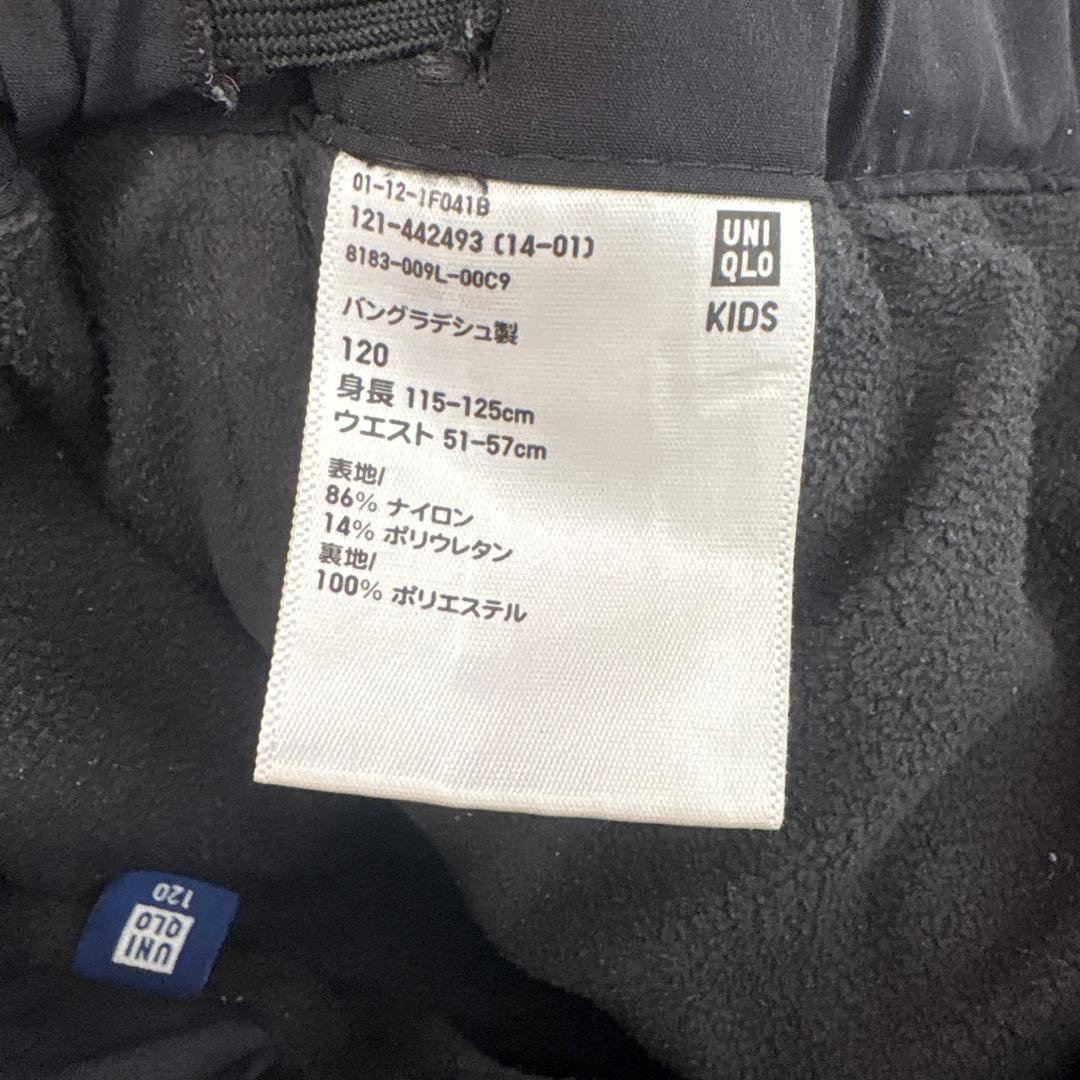 01-12-1F041B
121-442493 (14-01)
8183-009L-00C9
バングラデシュ製
120
身長 115-125cm
ウエスト 51-57cm
表地/
86% ナイロン
14% ポリウレタン
裏地/
100% ポリエステル
UNI
QLO
KIDS
UNI
QLO
120